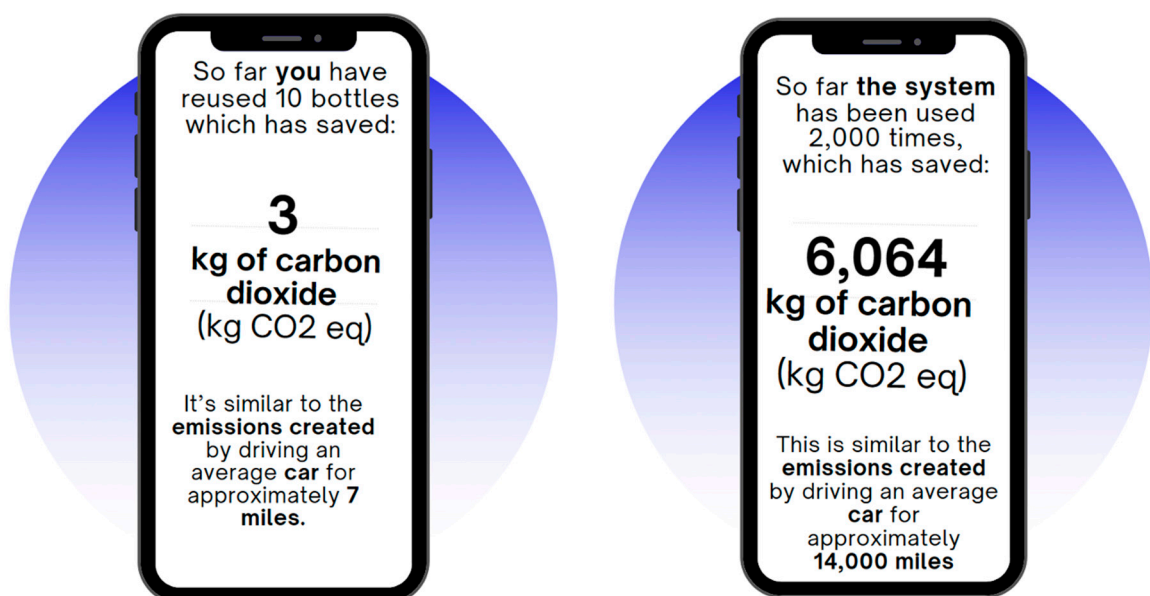 So far you have
reused 10 bottles
which has saved:
3
kg of carbon
dioxide
(kg CO2 eq)
It's similar to the
emissions created
by driving an
average car for
approximately 7
miles.
So far the system
has been used
2,000 times,
which has saved:
6,064
kg of carbon
dioxide
(kg CO2 eq)
This is similar to the
emissions created
by driving an average
car for
approximately
14,000 miles